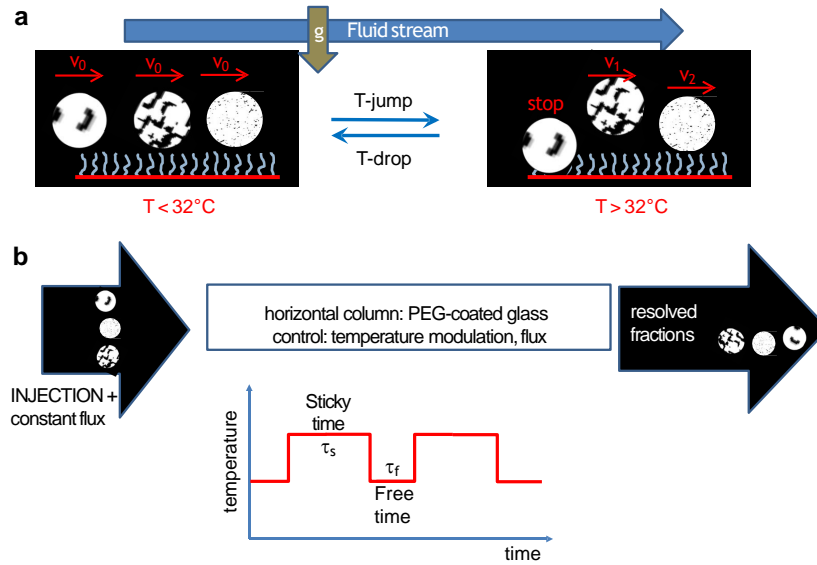 a
g
Fluid stream
v0
v0
v0
T-jump
T-drop
stop
v1
v2
T < 32°C
T > 32°C
b
INJECTION +
constant flux
horizontal column: PEG-coated glass
control: temperature modulation, flux
resolved
fractions
temperature
Sticky
time
τs
τf
Free
time
time